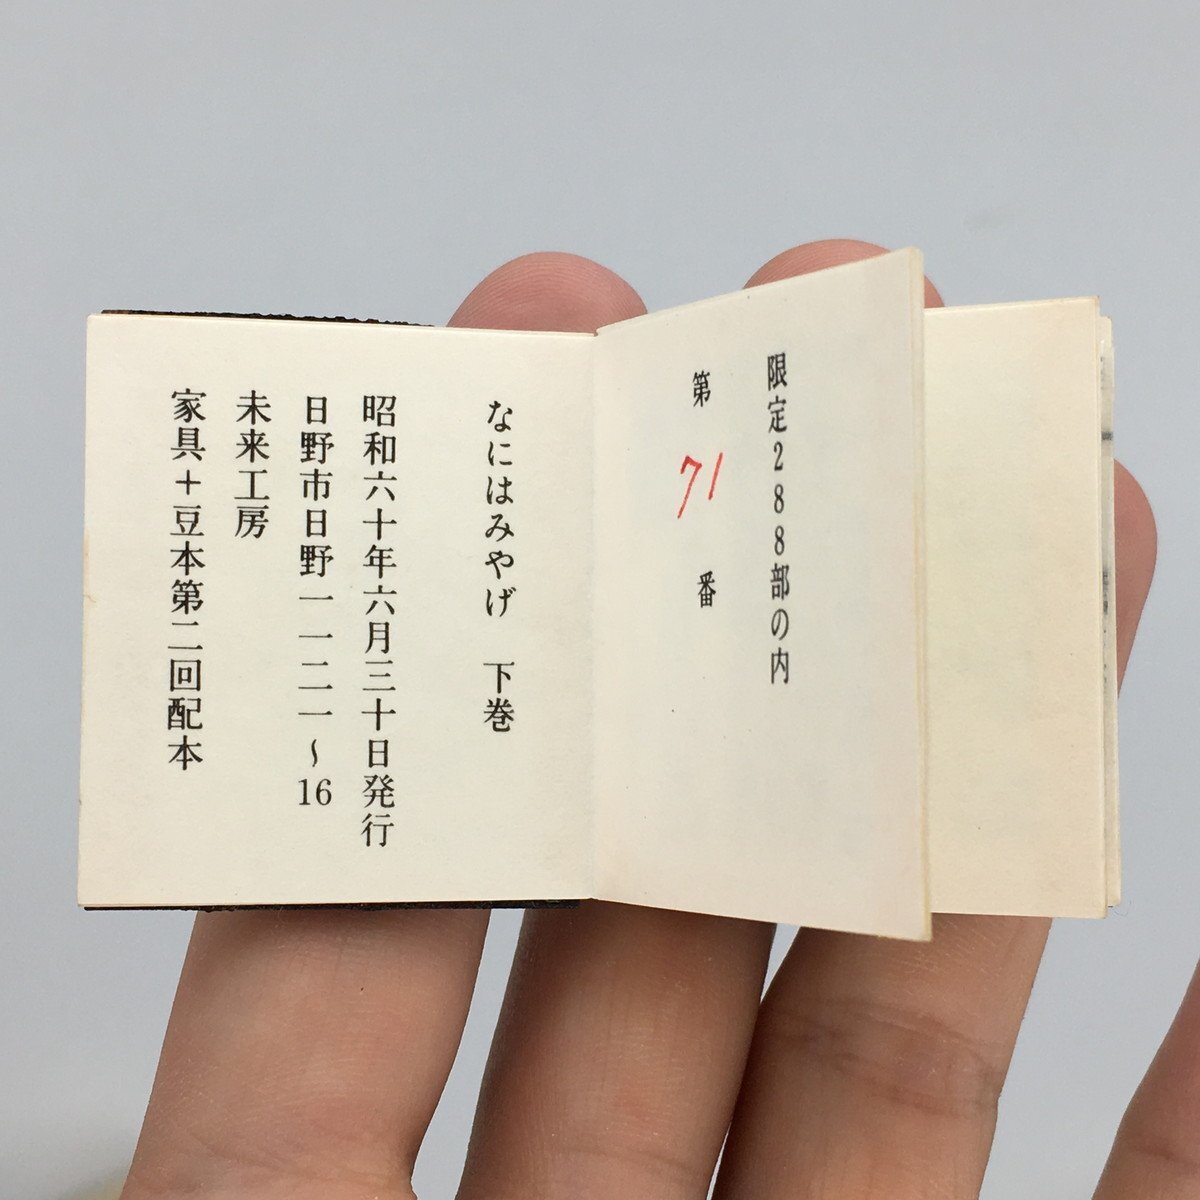 限定288部の内
第 71 番
なにはみやげ 下巻
昭和六十年六月三十日発行
日野市日野一一二一～16
未来工房
家具＋豆本第二回配本